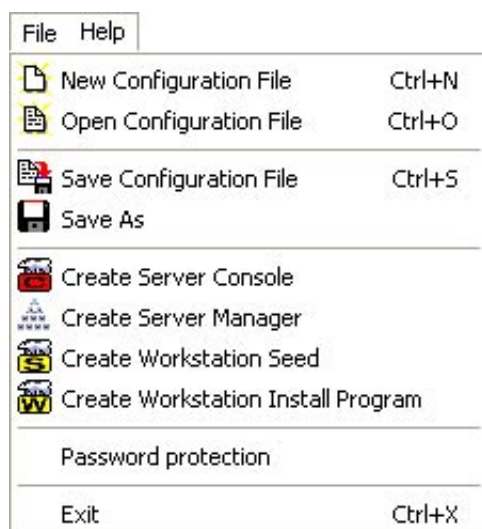 File Help
New Configuration File Ctrl+N
Open Configuration File Ctrl+O
Save Configuration File Ctrl+S
Save As
C Create Server Console
Create Server Manager
S Create Workstation Seed
W Create Workstation Install Program
Password protection
Exit Ctrl+X